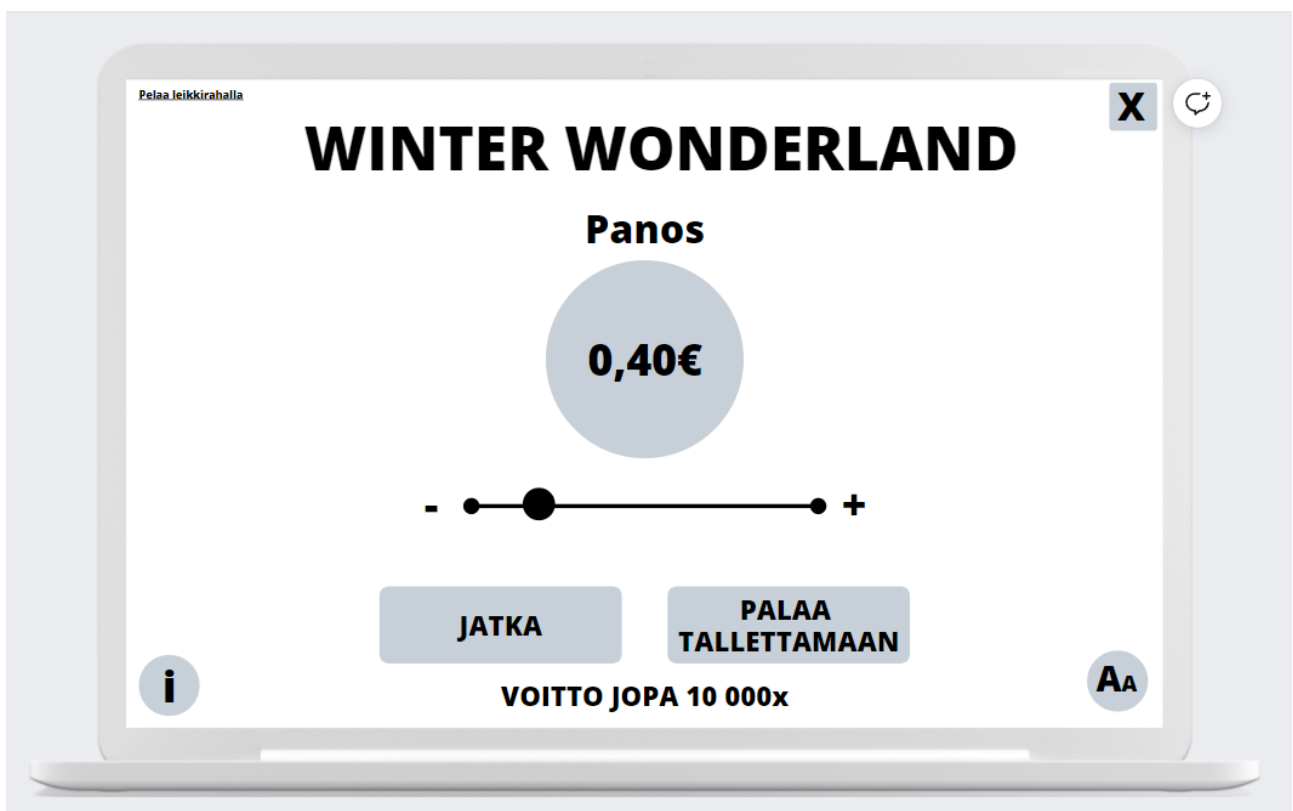 Pelaa leikkirahalla
X
WINTER WONDERLAND
Panos
0,40€
- +
JATKA
PALAA
TALLETTAMAAN
i
VOITTO JOPA 10 000x
AA